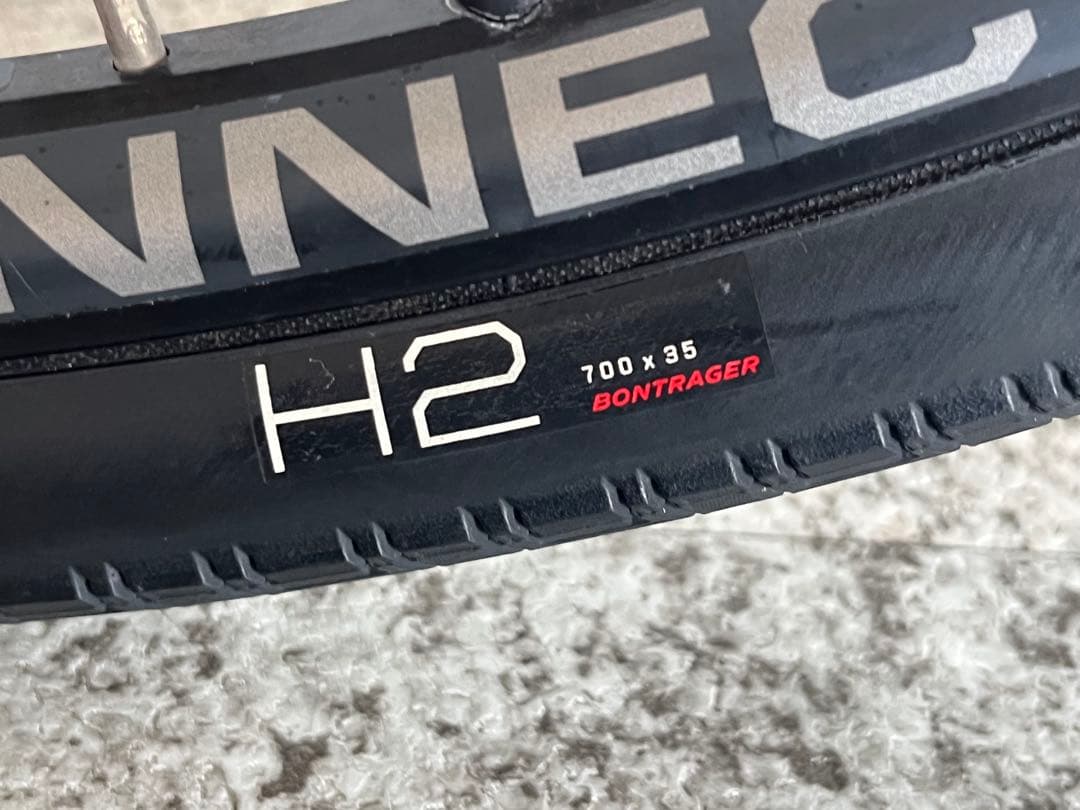 NNEC
H2
700 x 35
BONTRAGER